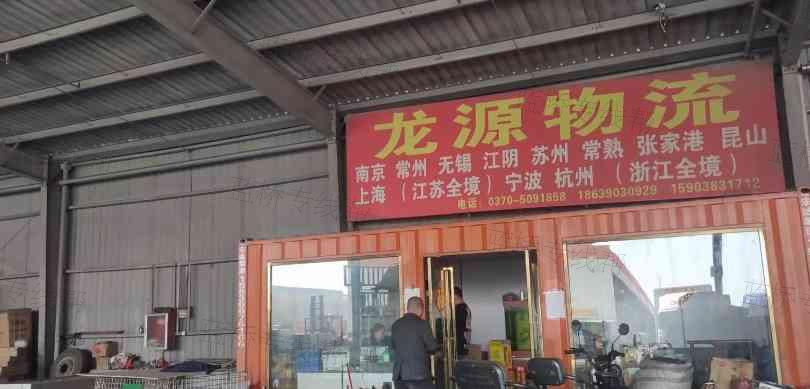 龙源物流
南京 常州 无锡 江阴 苏州 常熟 张家港 昆山
上海 （江苏全境）宁波 杭州 （浙江全境）
电话：0370-5091858 18639030929 15903831712